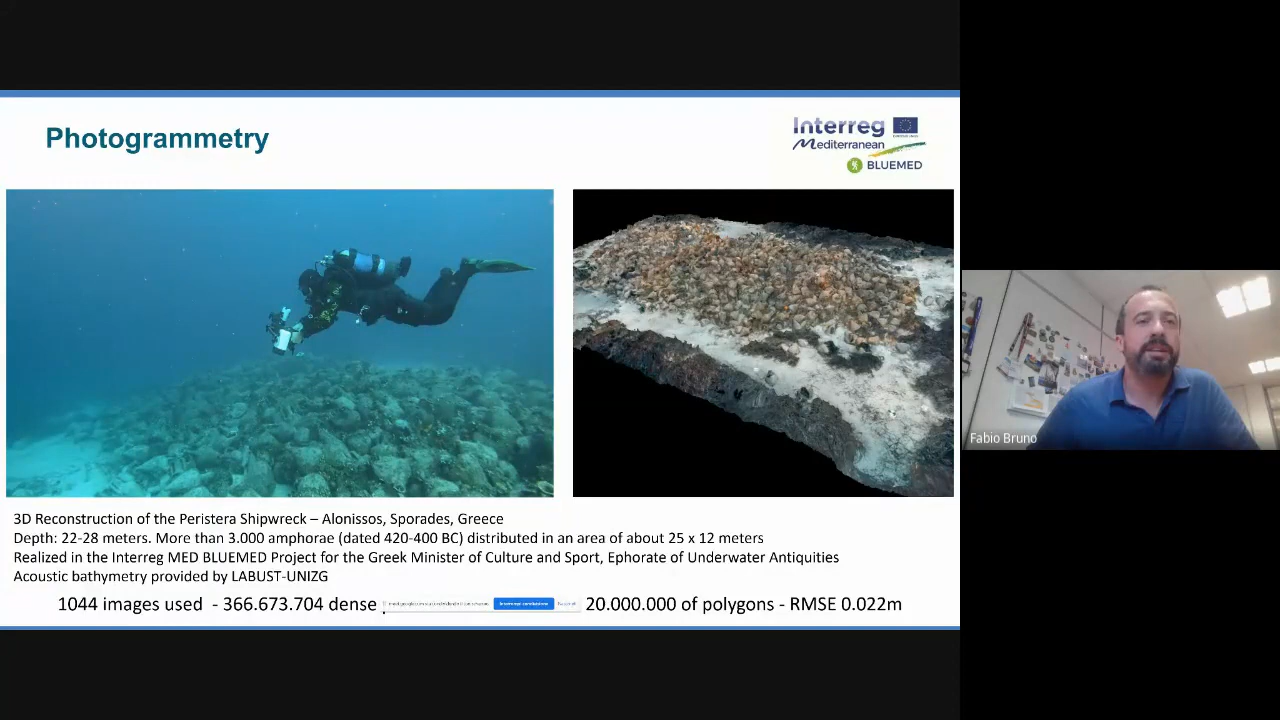 Photogrammetry
Interreg
EUROPEAN UNION
Mediterranean
BLUEMED
Fabio Bruno
3D Reconstruction of the Peristera Shipwreck – Alonissos, Sporades, Greece
Depth: 22-28 meters. More than 3.000 amphorae (dated 420-400 BC) distributed in an area of about 25 x 12 meters
Realized in the Interreg MED BLUEMED Project for the Greek Minister of Culture and Sport, Ephorate of Underwater Antiquities
Acoustic bathymetry provided by LABUST-UNIZG
1044 images used - 366.673.704 dense 20.000.000 of polygons - RMSE 0.022m